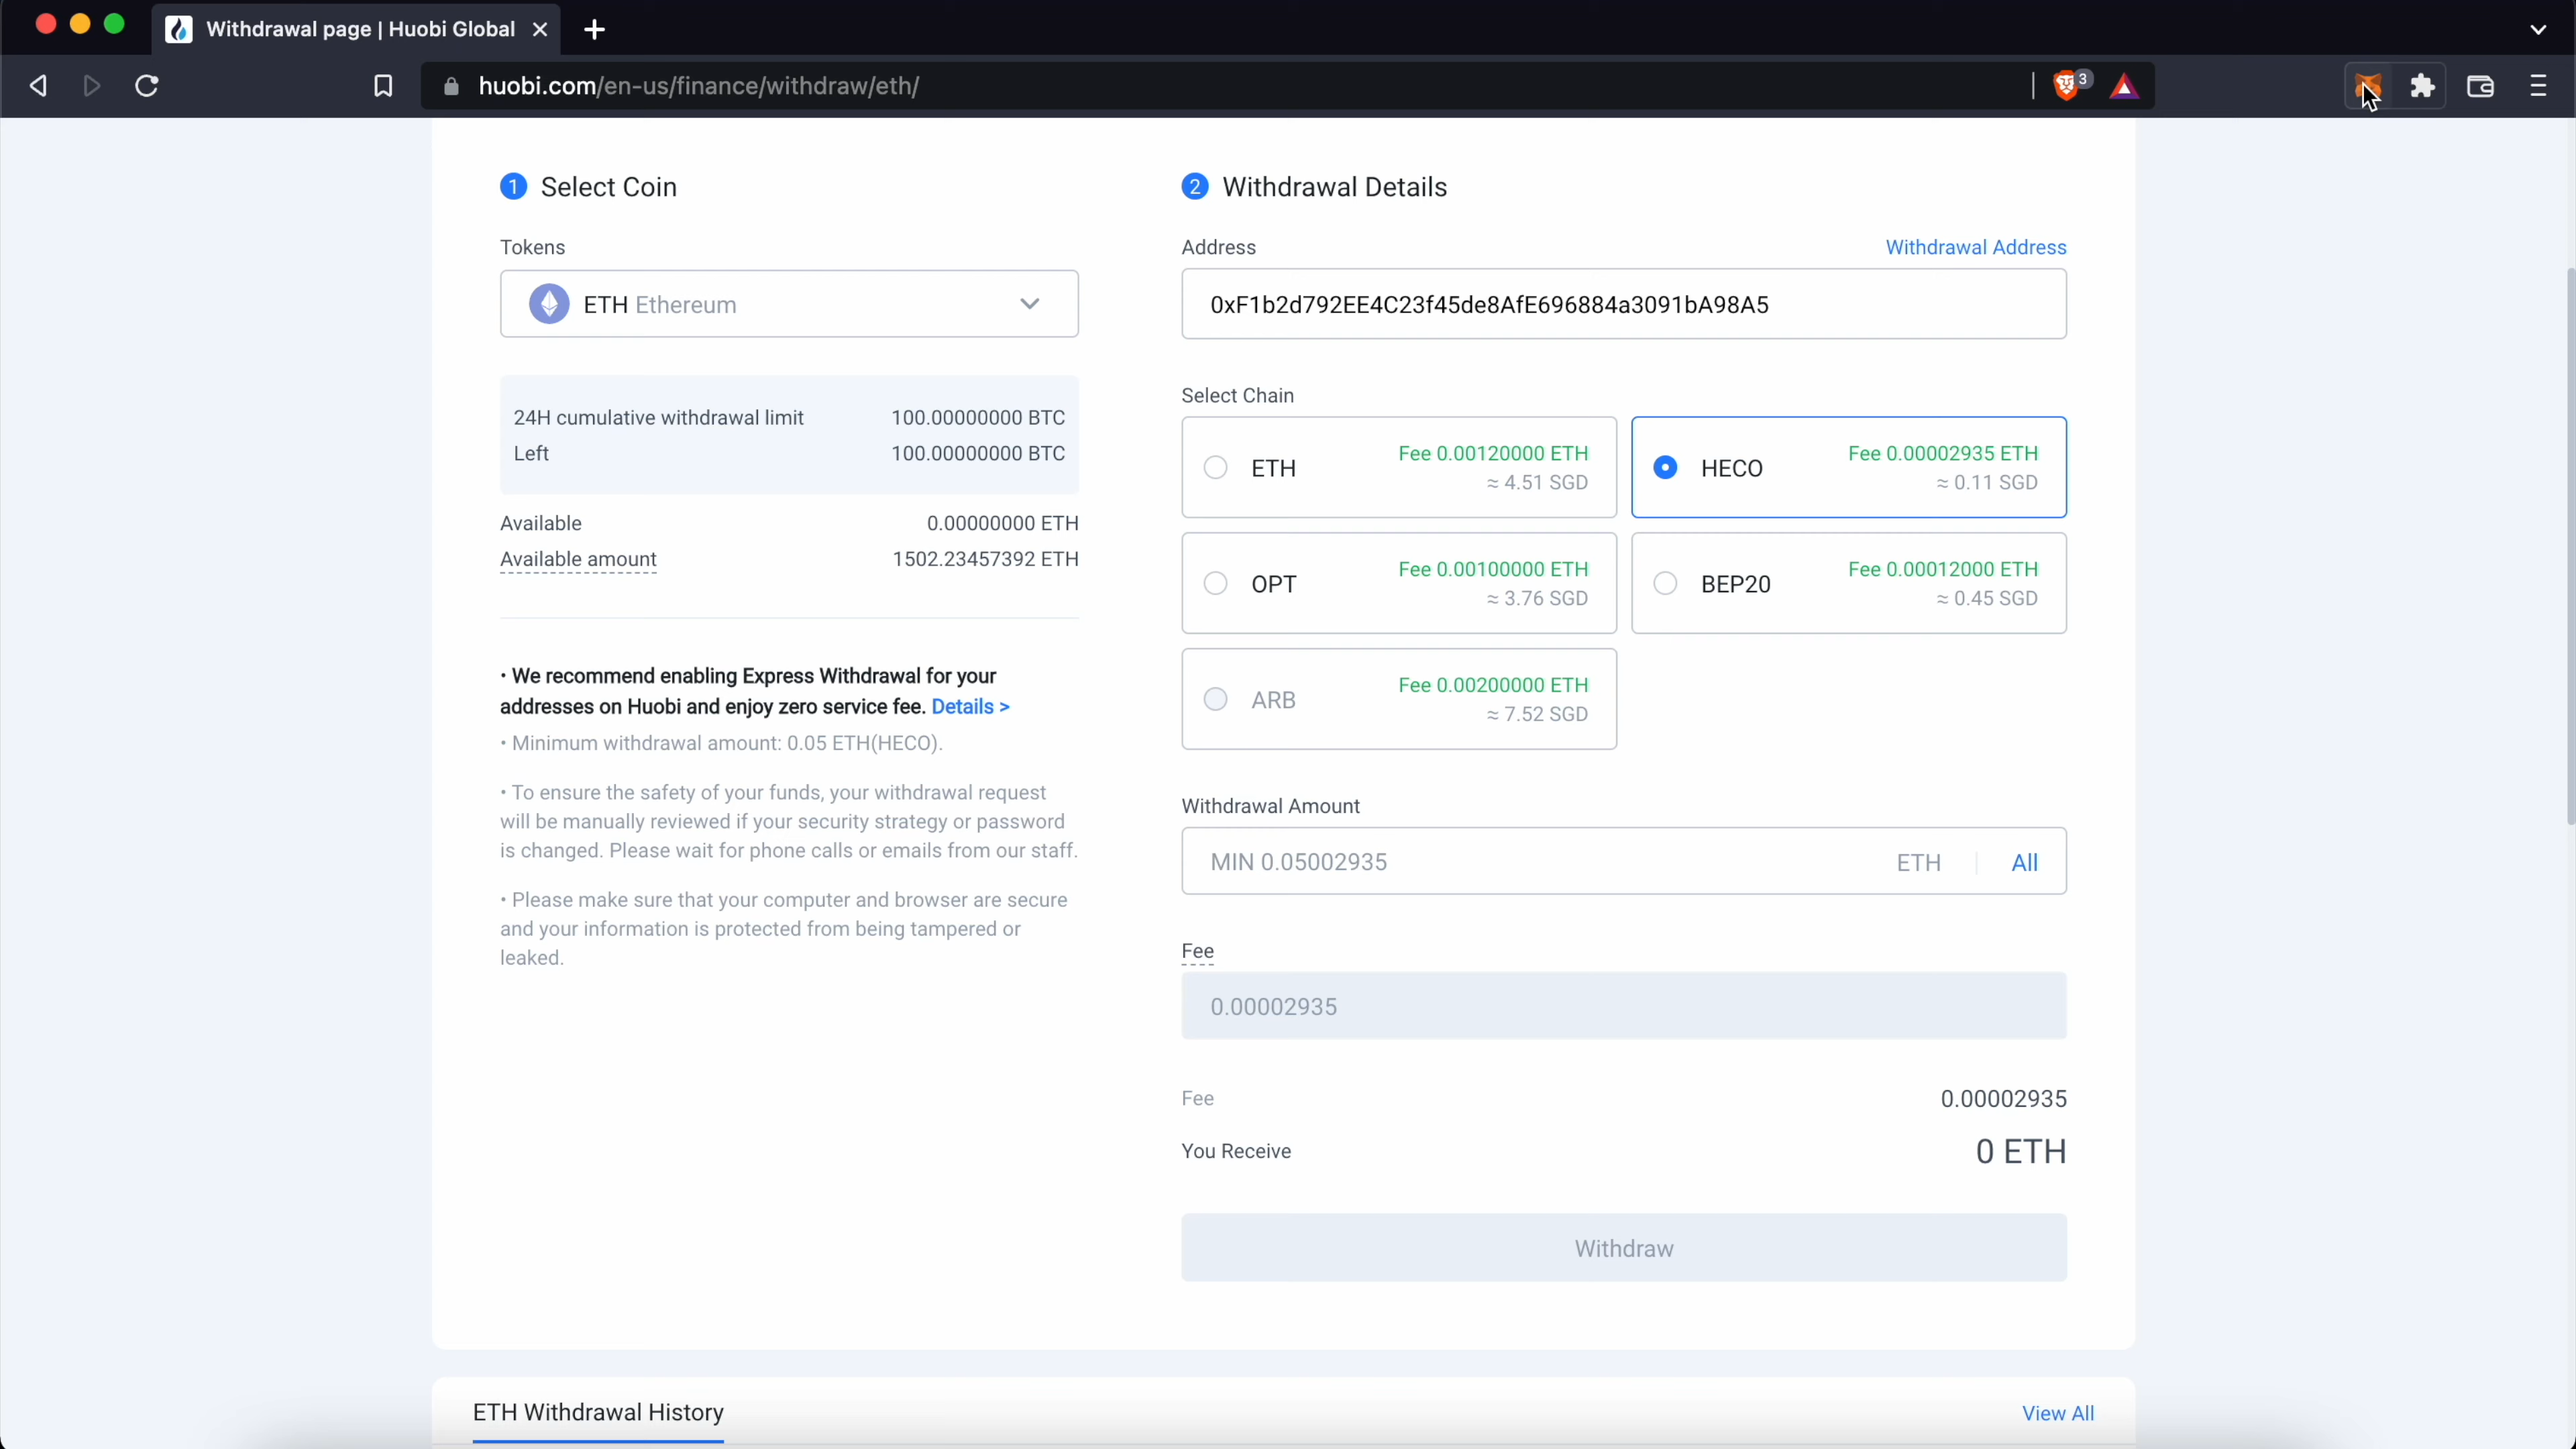 Withdrawal page | Huobi Global
huobi.com/en-us/finance/withdraw/eth/
3
1 Select Coin
Tokens
ETH Ethereum
24H cumulative withdrawal limit 100.00000000 BTC
Left 100.00000000 BTC
Available 0.00000000 ETH
Available amount 1502.23457392 ETH
· We recommend enabling Express Withdrawal for your
addresses on Huobi and enjoy zero service fee. Details >
· Minimum withdrawal amount: 0.05 ETH(HECO).
· To ensure the safety of your funds, your withdrawal request
will be manually reviewed if your security strategy or password
is changed. Please wait for phone calls or emails from our staff.
· Please make sure that your computer and browser are secure
and your information is protected from being tampered or
leaked.
2 Withdrawal Details
Address Withdrawal Address
0xF1b2d792EE4C23f45de8AfE696884a3091bA98A5
Select Chain
ETH Fee 0.00120000 ETH
≈ 4.51 SGD
HECO Fee 0.00002935 ETH
≈ 0.11 SGD
OPT Fee 0.00100000 ETH
≈ 3.76 SGD
BEP20 Fee 0.00012000 ETH
≈ 0.45 SGD
ARB Fee 0.00200000 ETH
≈ 7.52 SGD
Withdrawal Amount
MIN 0.05002935 ETH All
Fee
0.00002935
Fee 0.00002935
You Receive 0 ETH
Withdraw
ETH Withdrawal History View All